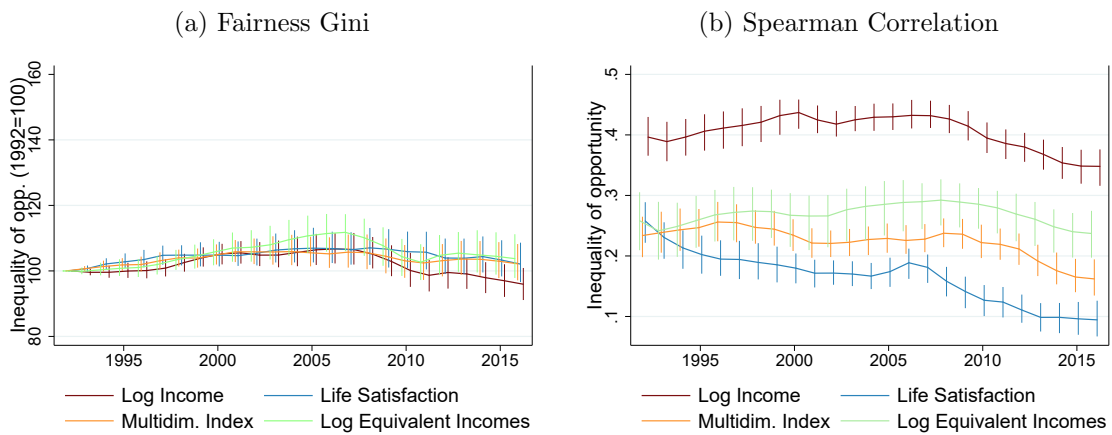 (a) Fairness Gini
(b) Spearman Correlation
Inequality of opp. (1992=100)
160
140
120
100
80
1995 2000 2005 2010 2015
Log Income Life Satisfaction
Multidim. Index Log Equivalent Incomes
Inequality of opportunity
.5
.4
.3
.2
.1
1995 2000 2005 2010 2015
Log Income Life Satisfaction
Multidim. Index Log Equivalent Incomes